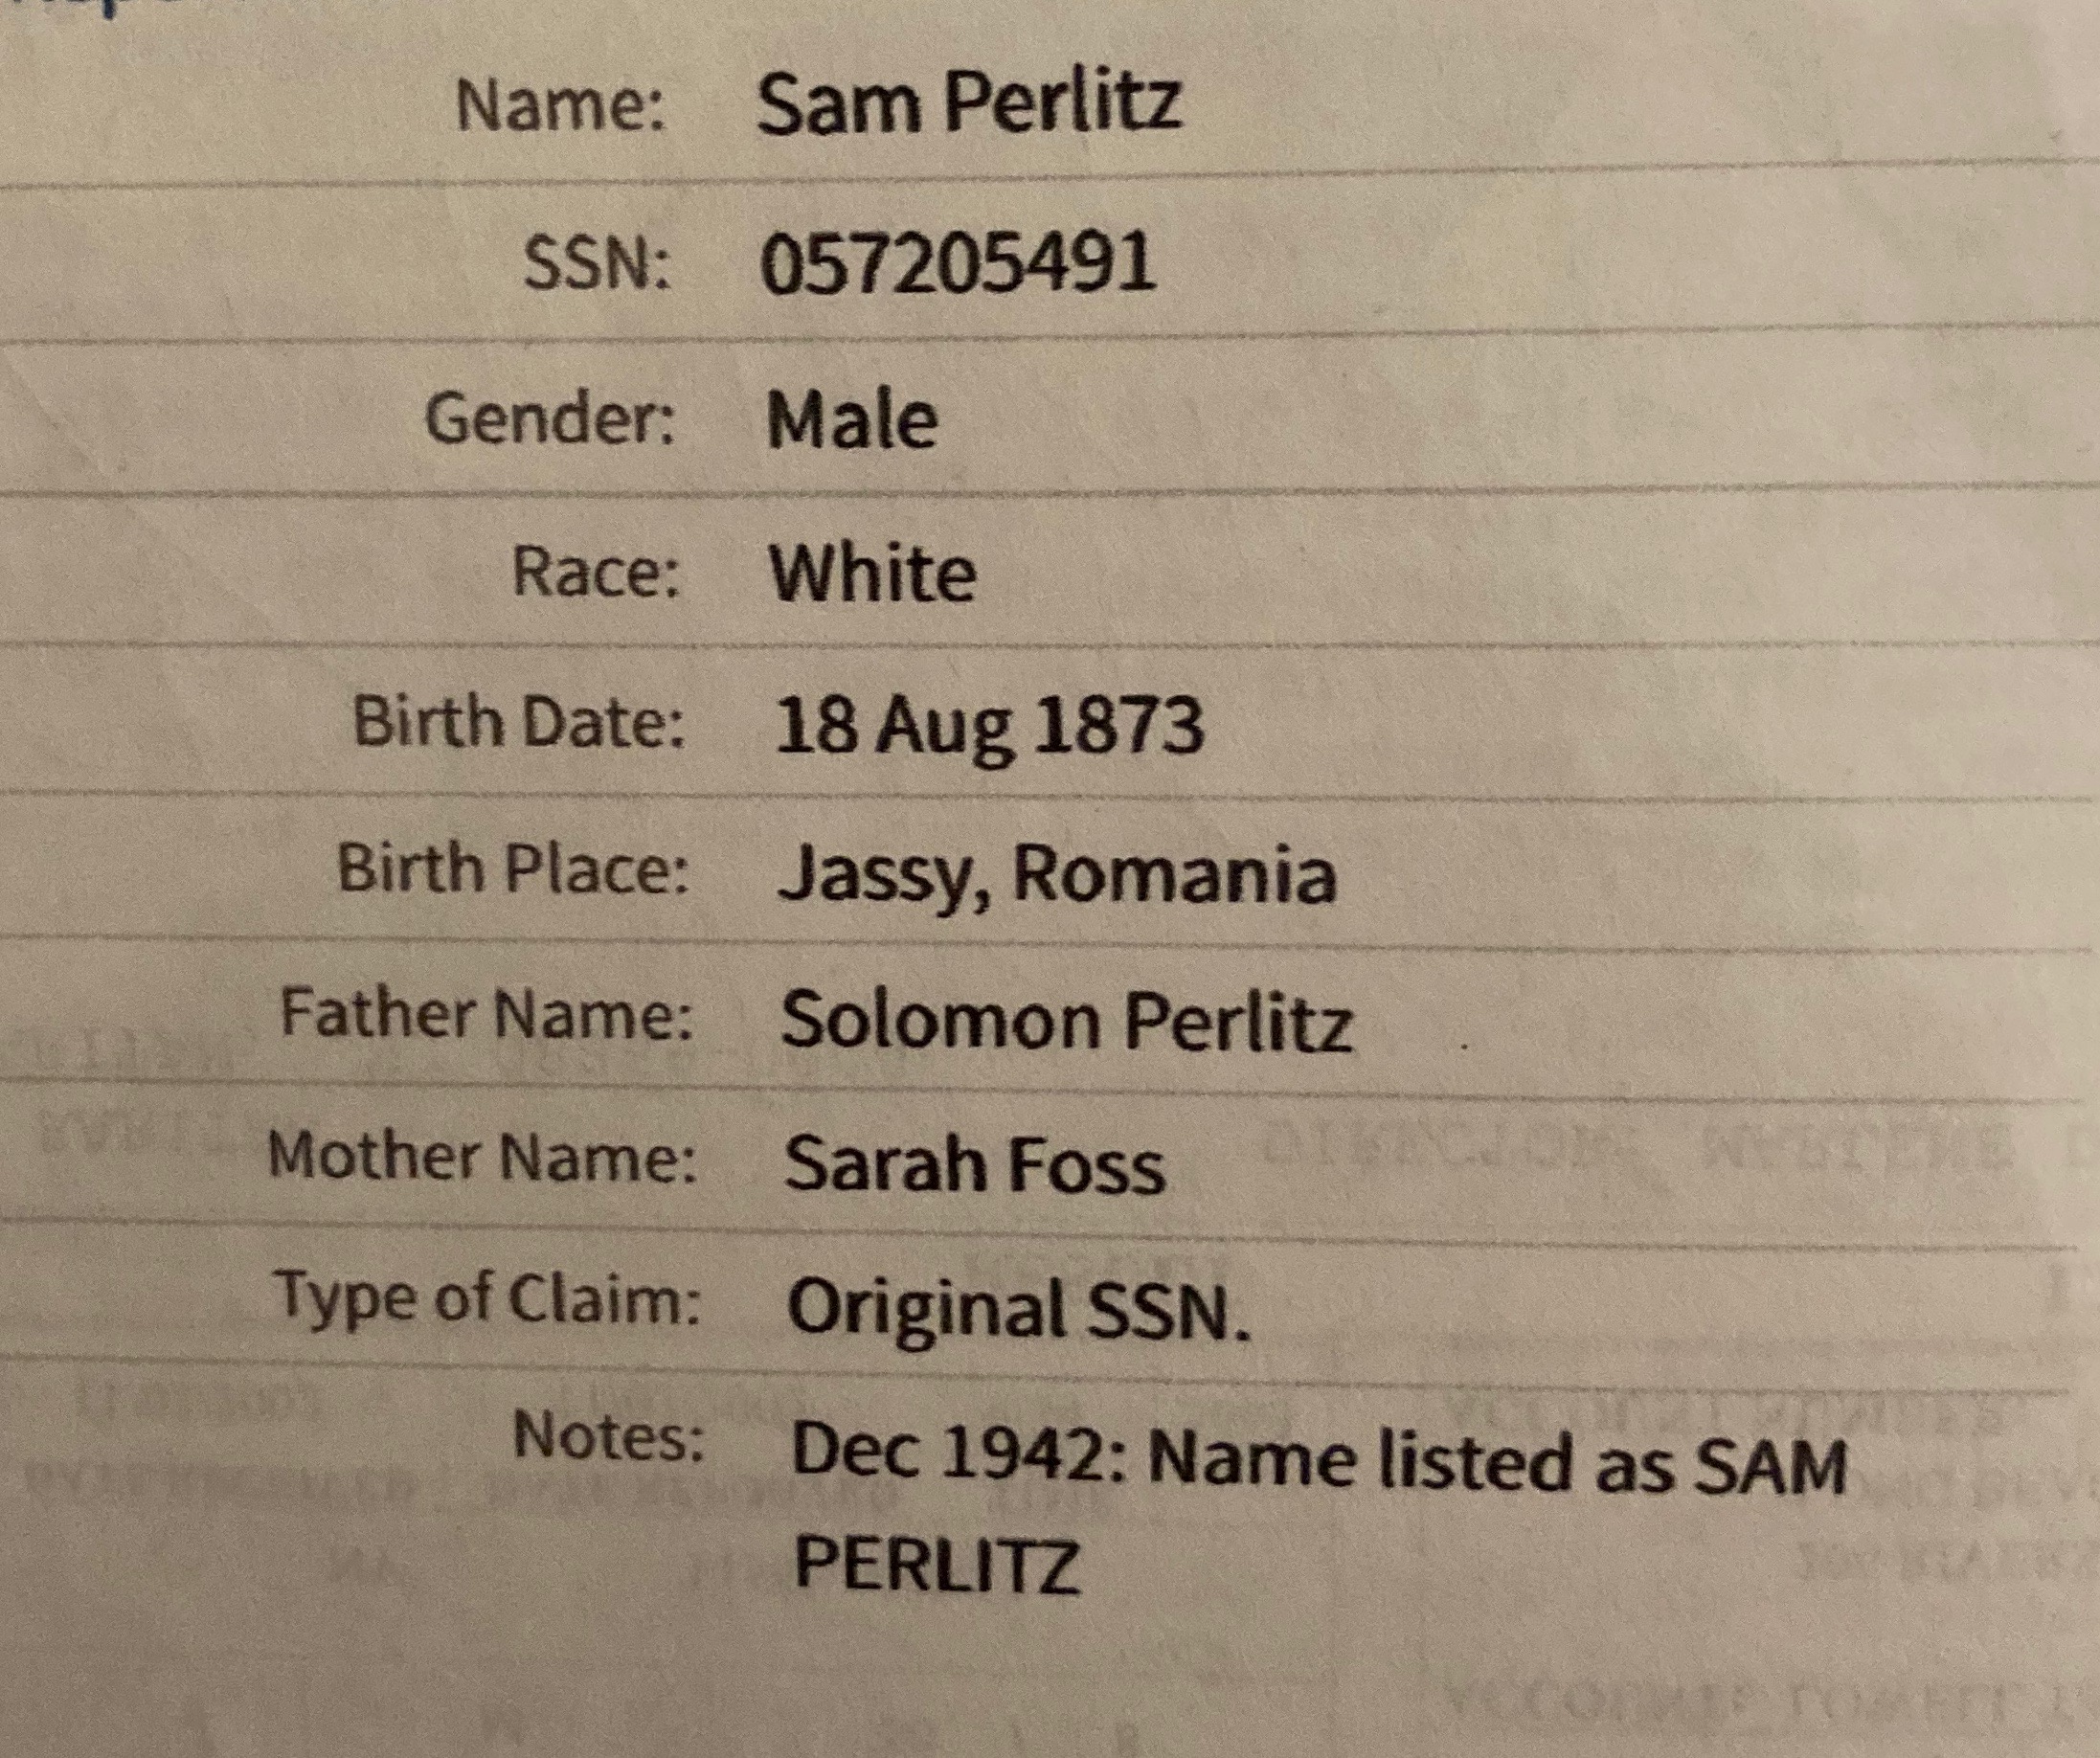 Name: Sam Perlitz
SSN: 057205491
Gender: Male
Race: White
Birth Date: 18 Aug 1873
Birth Place: Jassy, Romania
Father Name: Solomon Perlitz
Mother Name: Sarah Foss
Type of Claim: Original SSN.
Notes: Dec 1942: Name listed as SAM
PERLITZ